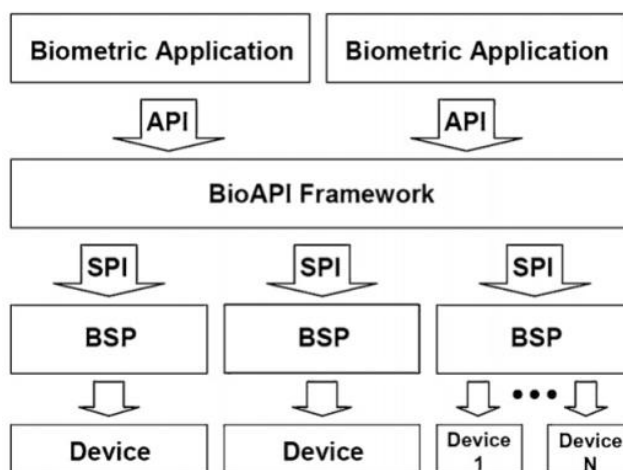 Biometric Application
Biometric Application
API
API
BioAPI Framework
SPI
SPI
SPI
BSP
BSP
BSP
•••
Device
Device
Device
1
Device
N